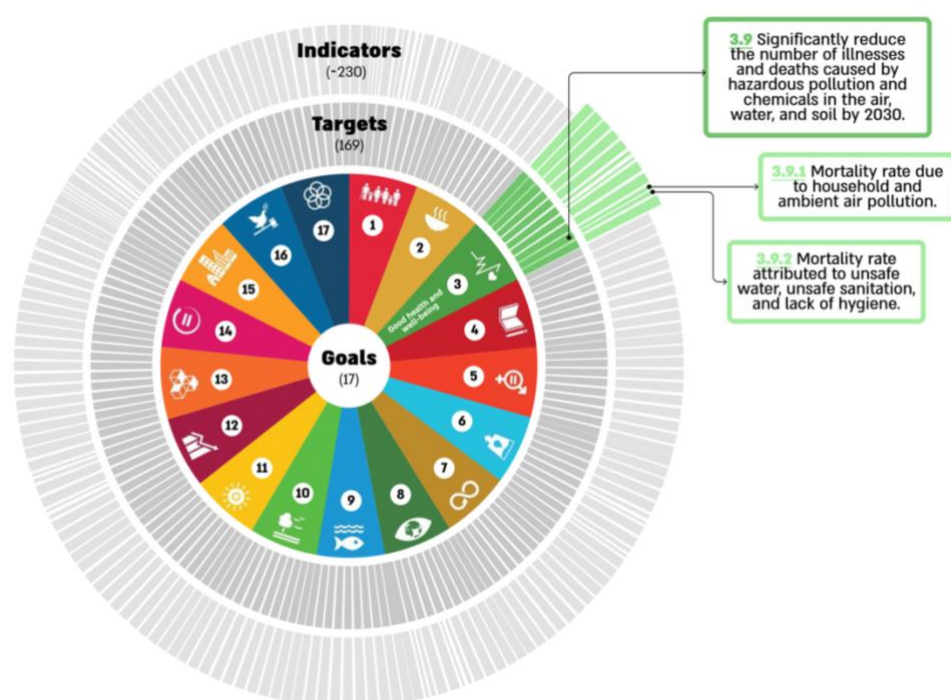 Indicators
(~230)
Targets
(169)
Goals
(17)
1
2
3
Good health and
well-being
4
5
6
7
8
9
10
11
12
13
14
15
16
17
3.9 Significantly reduce
the number of illnesses
and deaths caused by
hazardous pollution and
chemicals in the air,
water, and soil by 2030.
3.9.1 Mortality rate due
to household and
ambient air pollution.
3.9.2 Mortality rate
attributed to unsafe
water, unsafe sanitation,
and lack of hygiene.